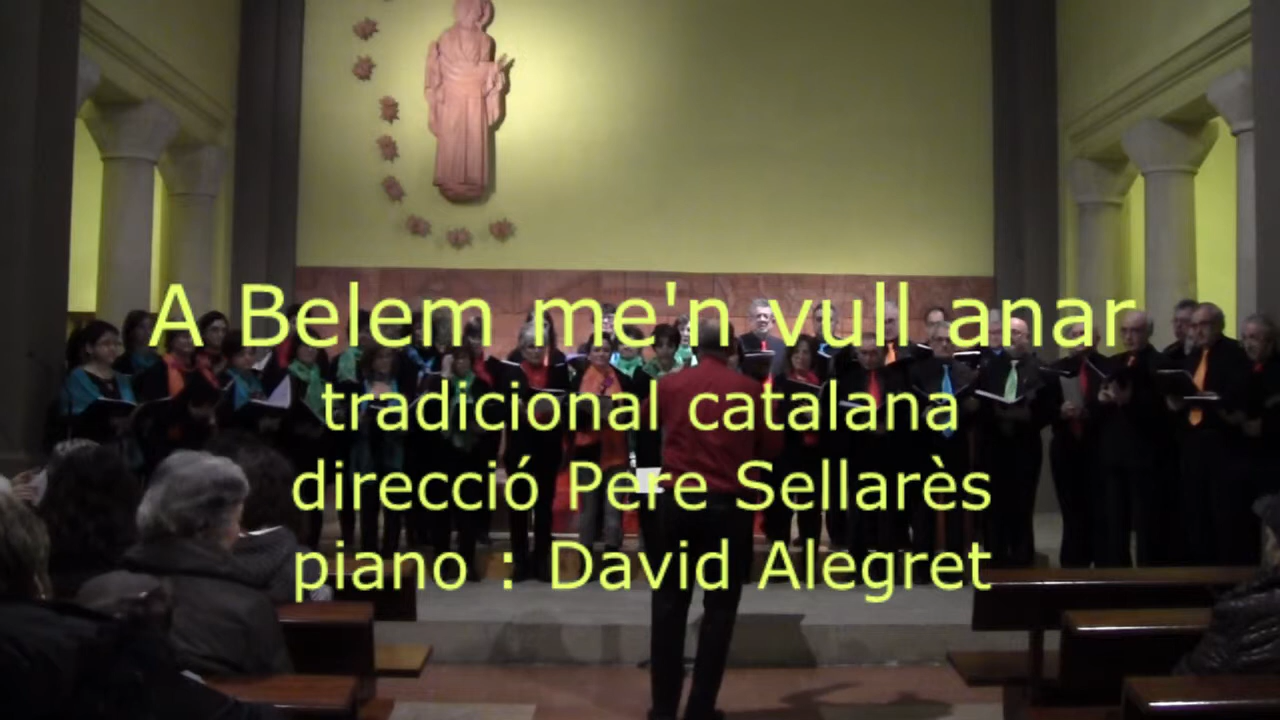 A Belem me'n vull anar
tradicional catalana
direcció Pere Sellarès
piano : David Alegret